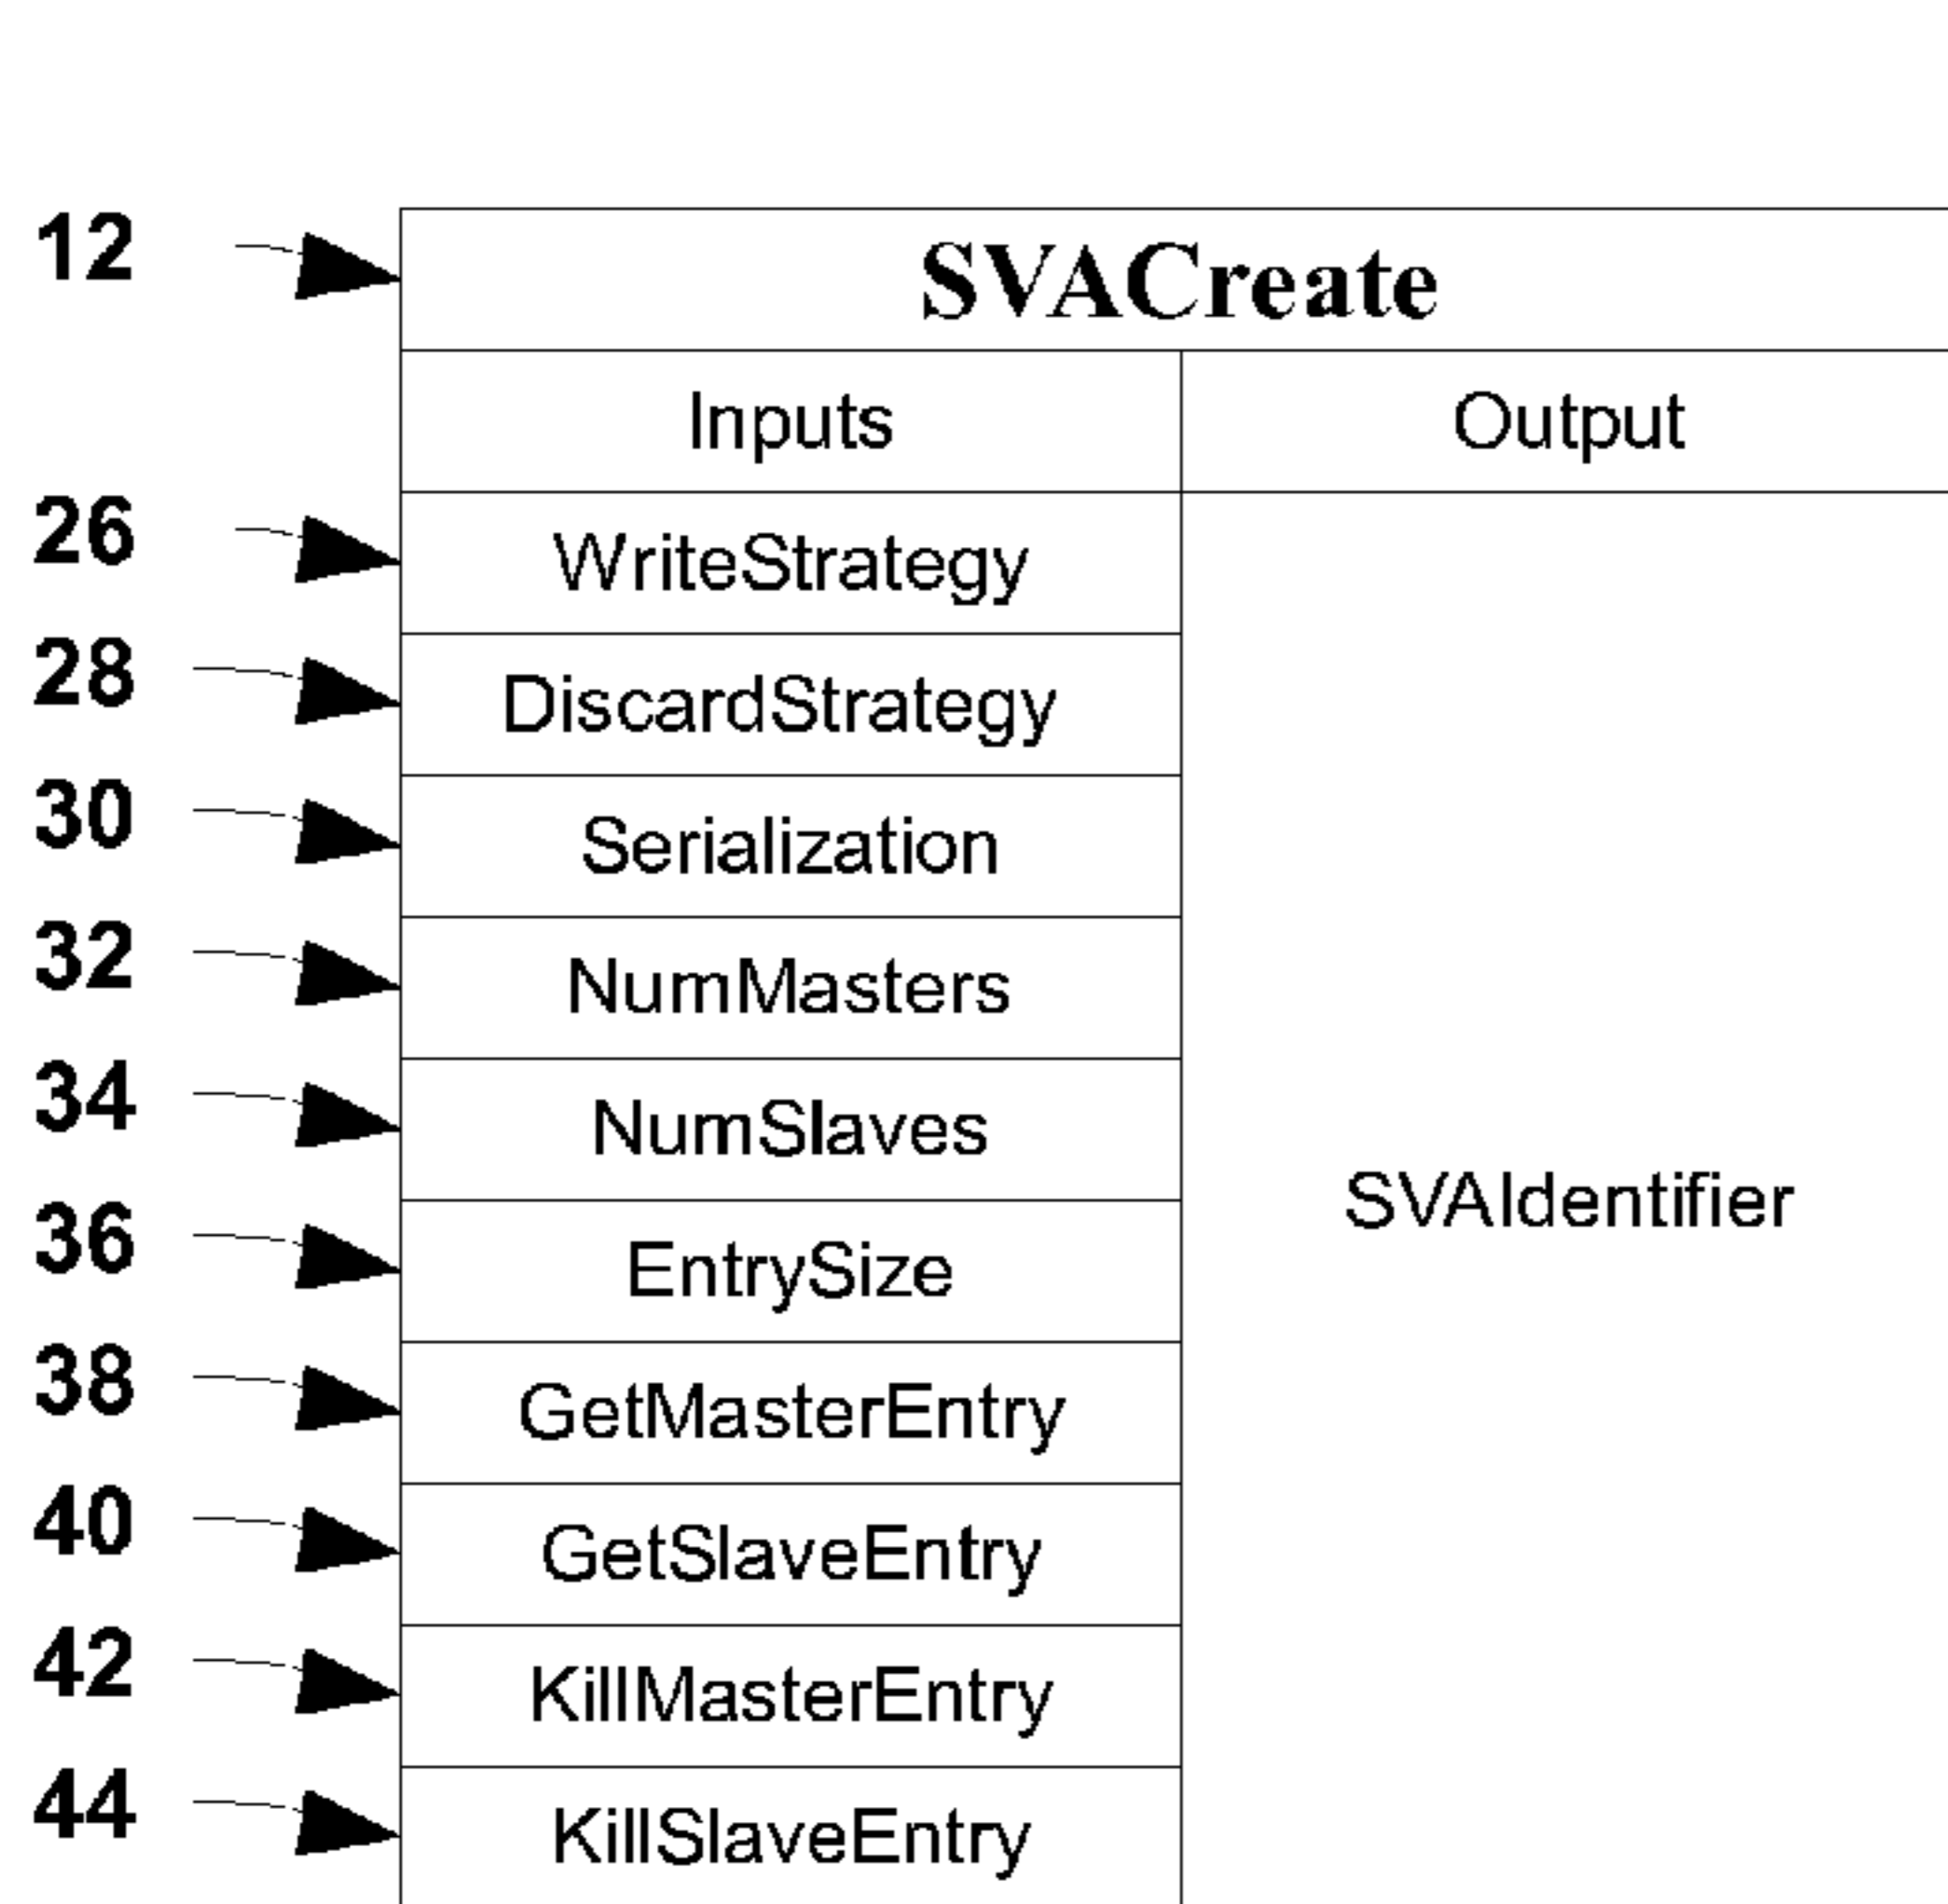 12 SVACreate
Inputs Output
26 WriteStrategy
28 DiscardStrategy
30 Serialization
32 NumMasters
34 NumSlaves
SVAIdentifier
36 EntrySize
38 GetMasterEntry
40 GetSlaveEntry
42 KillMasterEntry
44 KillSlaveEntry